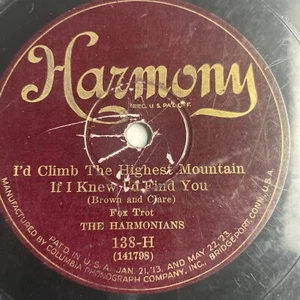 Harmony
REG. U.S. PAT. OFF.
I'd Climb The Highest Mountain
If I Knew I'd Find You
(Brown and Clare)
Fox Trot
THE HARMONIANS
138-H
(141798)
MANUFACTURED BY COLUMBIA PHONOGRAPH COMPANY, INC., BRIDGEPORT, CONN., U.S.A.
PAT'D IN U.S.A. JAN. 21, '13, AND MAY 22, '23